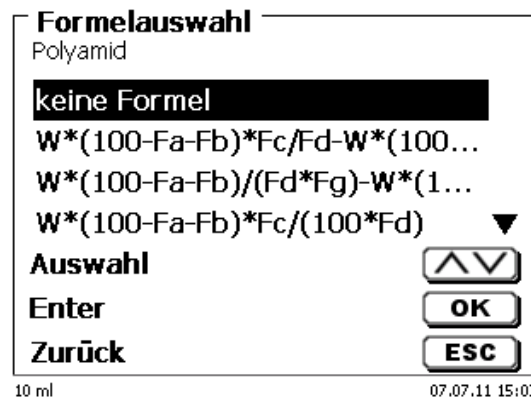 Formelauswahl
Polyamid
keine Formel
W*(100-Fa-Fb)*Fc/Fd-W*(100...
W*(100-Fa-Fb)/(Fd*Fg)-W*(1...
W*(100-Fa-Fb)*Fc/(100*Fd)
Auswahl
Enter OK
Zurück ESC
10 ml 07.07.11 15:0